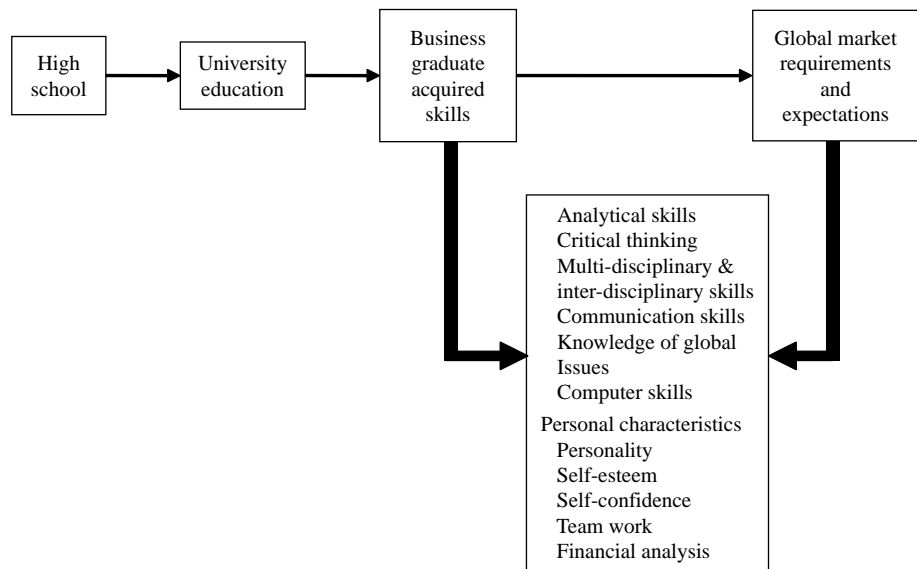 High
school
University
education
Business
graduate
acquired
skills
Global market
requirements
and
expectations
Analytical skills
Critical thinking
Multi-disciplinary &
inter-disciplinary skills
Communication skills
Knowledge of global
Issues
Computer skills
Personal characteristics
Personality
Self-esteem
Self-confidence
Team work
Financial analysis